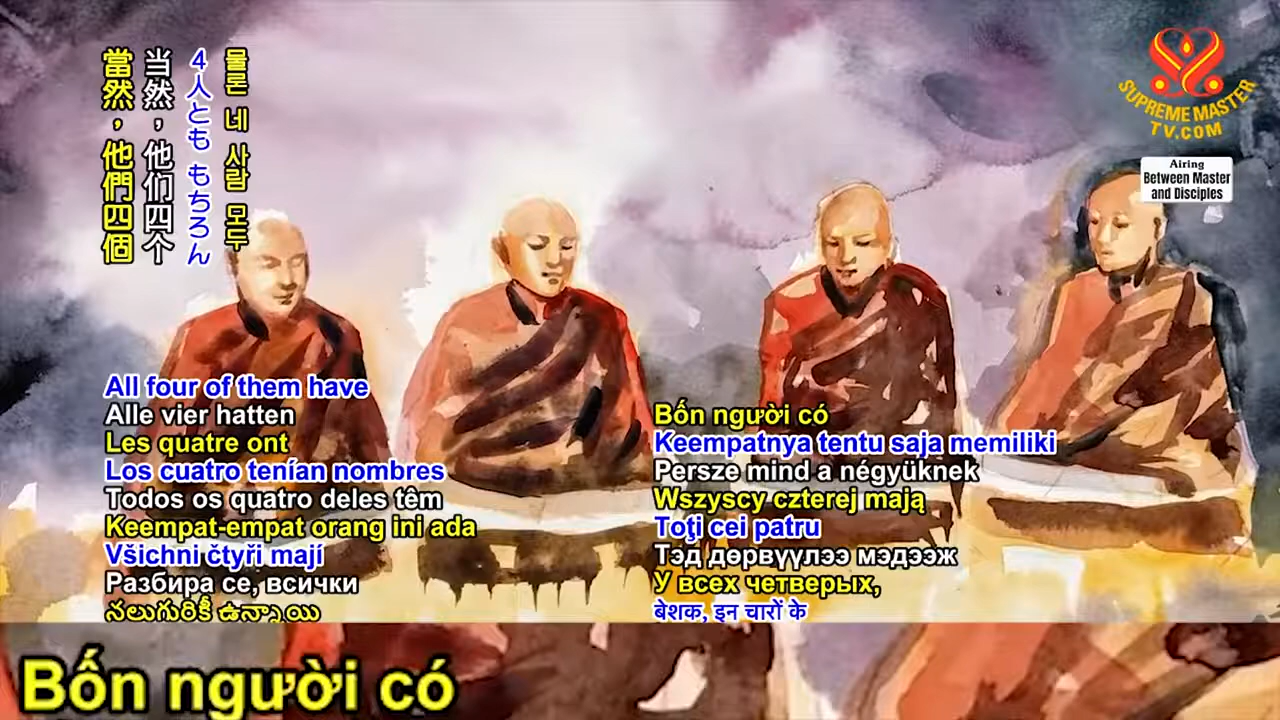 當然，他們四個
当然，他们四个
4人とも もちろん
물론 네 사람 모두
SUPREME MASTER
TV.COM
Airing
Between Master
and Disciples
All four of them have
Alle vier hatten
Les quatre ont
Los cuatro tenían nombres
Todos os quatro deles têm
Keempat-empat orang ini ada
Všichni čtyři mají
Разбира се, всички
నలుగురికీ ఉన్నాయి
Bốn người có
Keempatnya tentu saja memiliki
Persze mind a négyüknek
Wszyscy czterej mają
Toţi cei patru
Тэд дөрвүүлээ мэдээж
У всех четверых,
बेशक, इन चारों के
Bốn người có